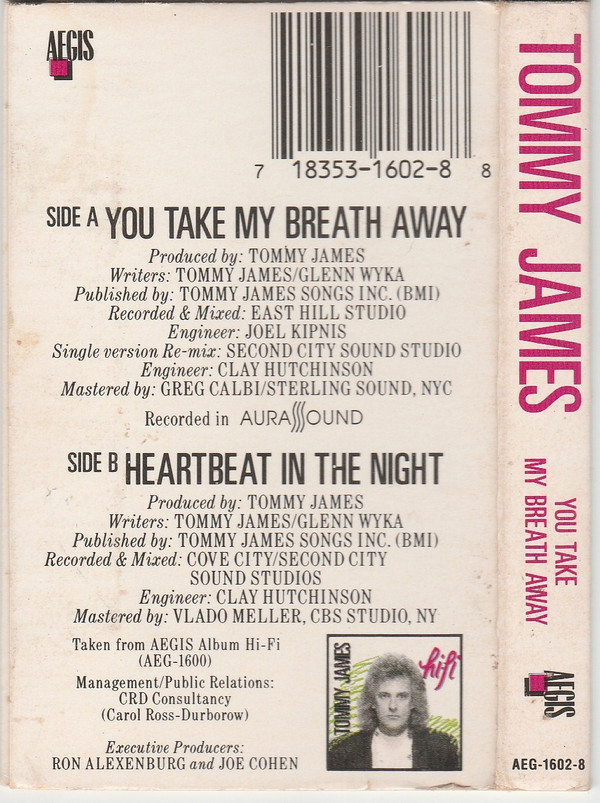 AEGIS
7 18353-1602-8 8
SIDE A YOU TAKE MY BREATH AWAY
Produced by: TOMMY JAMES
Writers: TOMMY JAMES/GLENN WYKA
Published by: TOMMY JAMES SONGS INC. (BMI)
Recorded & Mixed: EAST HILL STUDIO
Engineer: JOEL KIPNIS
Single version Re-mix: SECOND CITY SOUND STUDIO
Engineer: CLAY HUTCHINSON
Mastered by: GREG CALBI/STERLING SOUND, NYC
Recorded in AURASOUND
SIDE B HEARTBEAT IN THE NIGHT
Produced by: TOMMY JAMES
Writers: TOMMY JAMES/GLENN WYKA
Published by: TOMMY JAMES SONGS INC. (BMI)
Recorded & Mixed: COVE CITY/SECOND CITY
SOUND STUDIOS
Engineer: CLAY HUTCHINSON
Mastered by: VLADO MELLER, CBS STUDIO, NY
Taken from AEGIS Album Hi-Fi
(AEG-1600)
Management/Public Relations:
CRD Consultancy
(Carol Ross-Durborow)
Executive Producers:
RON ALEXENBURG and JOE COHEN
TOMMY JAMES
hifi
TOMMY JAMES
YOU TAKE
MY BREATH AWAY
AEGIS
AEG-1602-8